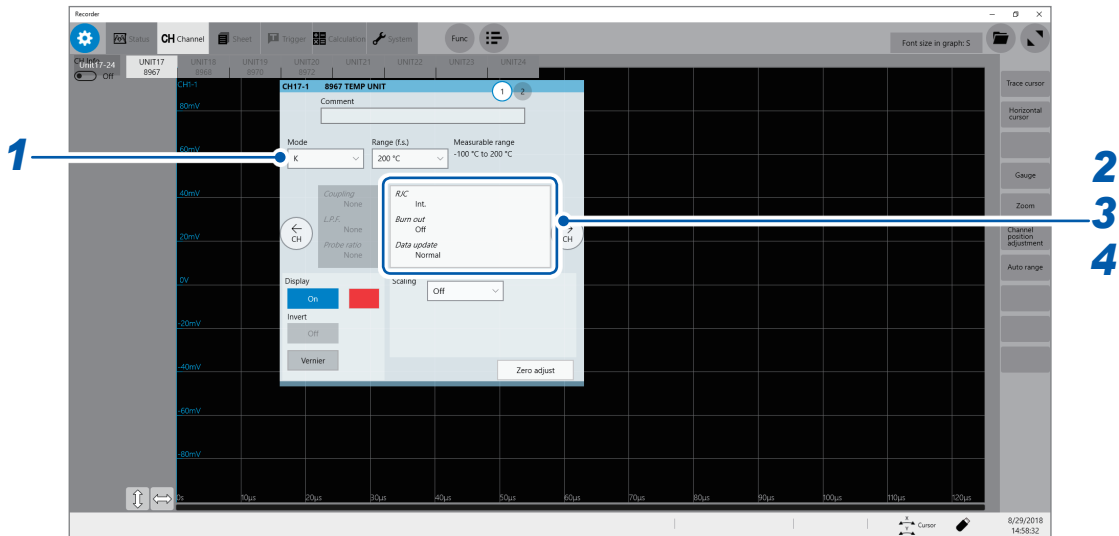 Recorder
Status
CH Channel
Sheet
Trigger
Calculation
System
Func
Font size in graph: S
CH Info
Unit17-24
Off
UNIT17 UNIT18 UNIT19 UNIT20 UNIT21 UNIT22 UNIT23 UNIT24
8967 8968 8970 8972
CH1-1
80mV
60mV
40mV
20mV
0V
-20mV
-40mV
-60mV
-80mV
CH17-1 8967 TEMP UNIT
1 2
Comment
Mode Range (f.s.) Measurable range
K 200 °C -100 °C to 200 °C
Coupling
None
L.P.F.
None
Probe ratio
None
RJC
Int.
Burn out
Off
Data update
Normal
←
CH
→
CH
Display
On
Invert
Off
Vernier
Scaling
Off
Zero adjust
Trace cursor
Horizontal
cursor
Gauge
Zoom
Channel
position
adjustment
Auto range
0s 10µs 20µs 30µs 40µs 50µs 60µs 70µs 80µs 90µs 100µs 110µs 120µs
X
Y
Cursor
8/29/2018
14:58:32
1
2
3
4